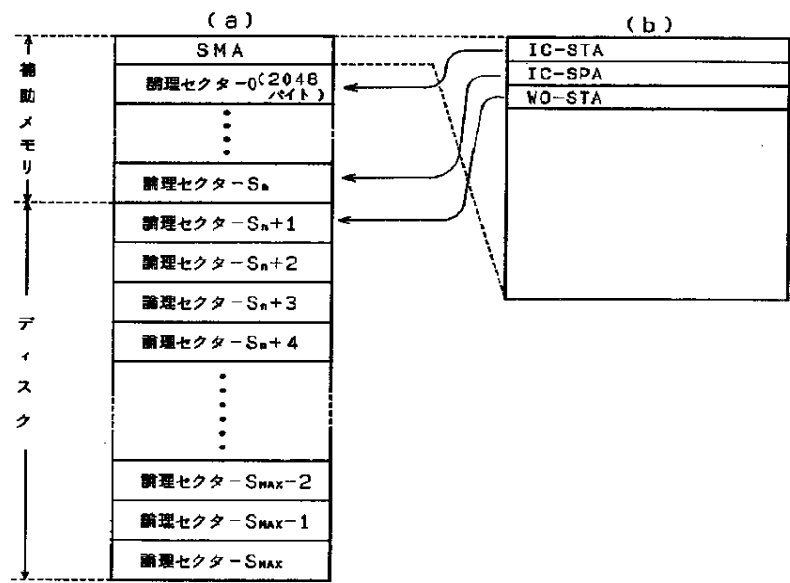 (a)
(b)
SMA
論理セクター0(2048バイト)
論理セクターSn
論理セクターSn+1
論理セクターSn+2
論理セクターSn+3
論理セクターSn+4
論理セクターSMAX-2
論理セクターSMAX-1
論理セクターSMAX
補助メモリ
ディスク
IC-STA
IC-SPA
WO-STA